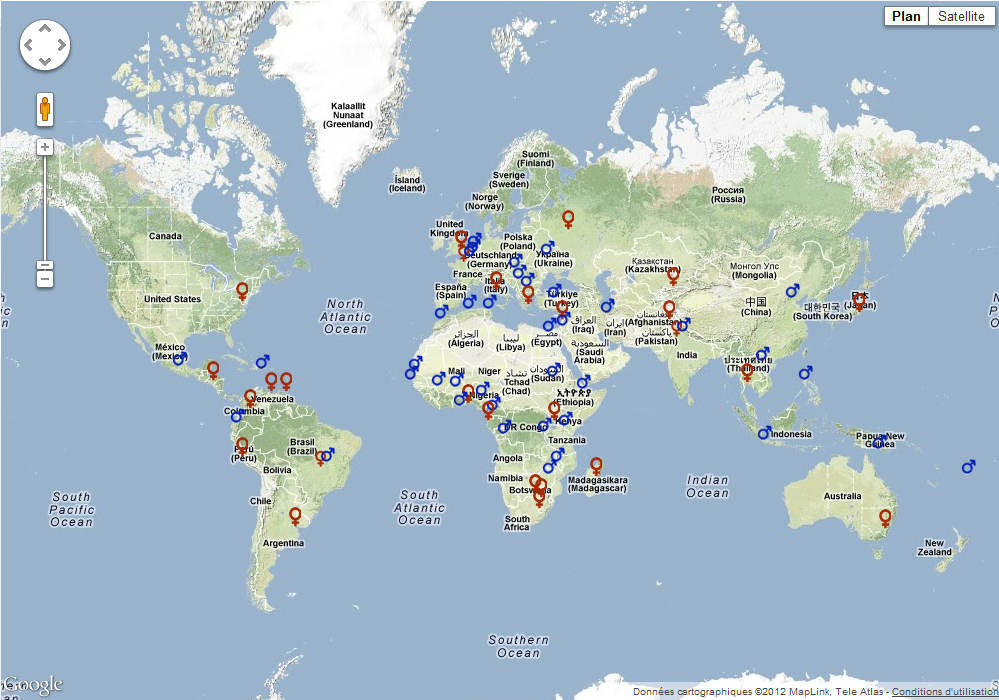 Plan
Satellite
Kalaallit
Nunaat
(Greenland)
Ísland
(Iceland)
Suomi
(Finland)
Sverige
(Sweden)
Norge
(Norway)
Россия
(Russia)
United
Kingdom
Polska
(Poland)
Deutschland
(Germany)
Україна
(Ukraine)
Canada
France
Қазақстан
(Kazakhstan)
Монгол Улс
(Mongolia)
Italia
(Italy)
España
(Spain)
Türkiye
(Turkey)
United States
North
Atlantic
Ocean
中国
(China)
대한민국
(South Korea)
日本
(Japan)
افغانستان
(Afghanistan)
العراق
(Iraq)
ایران
(Iran)
پاکستان
(Pakistan)
الجزائر
(Algeria)
ليبيا
(Libya)
مصر
(Egypt)
السعودية
(Saudi
Arabia)
México
(Mexico)
India
ประเทศไทย
(Thailand)
Mali
Niger
تشاد
Tchad
(Chad)
السودان
(Sudan)
Nigeria
ኢትዮጵያ
(Ethiopia)
Venezuela
Colombia
DR Congo
Kenya
Indonesia
Papua New
Guinea
Tanzania
Brasil
(Brazil)
Perú
(Peru)
Angola
Bolivia
Namibia
Botswana
Madagasikara
(Madagascar)
Indian
Ocean
South
Pacific
Ocean
South
Atlantic
Ocean
Australia
Chile
South
Africa
Argentina
New
Zealand
Southern
Ocean
Google
Données cartographiques ©2012 MapLink, Tele Atlas - Conditions d'utilisation